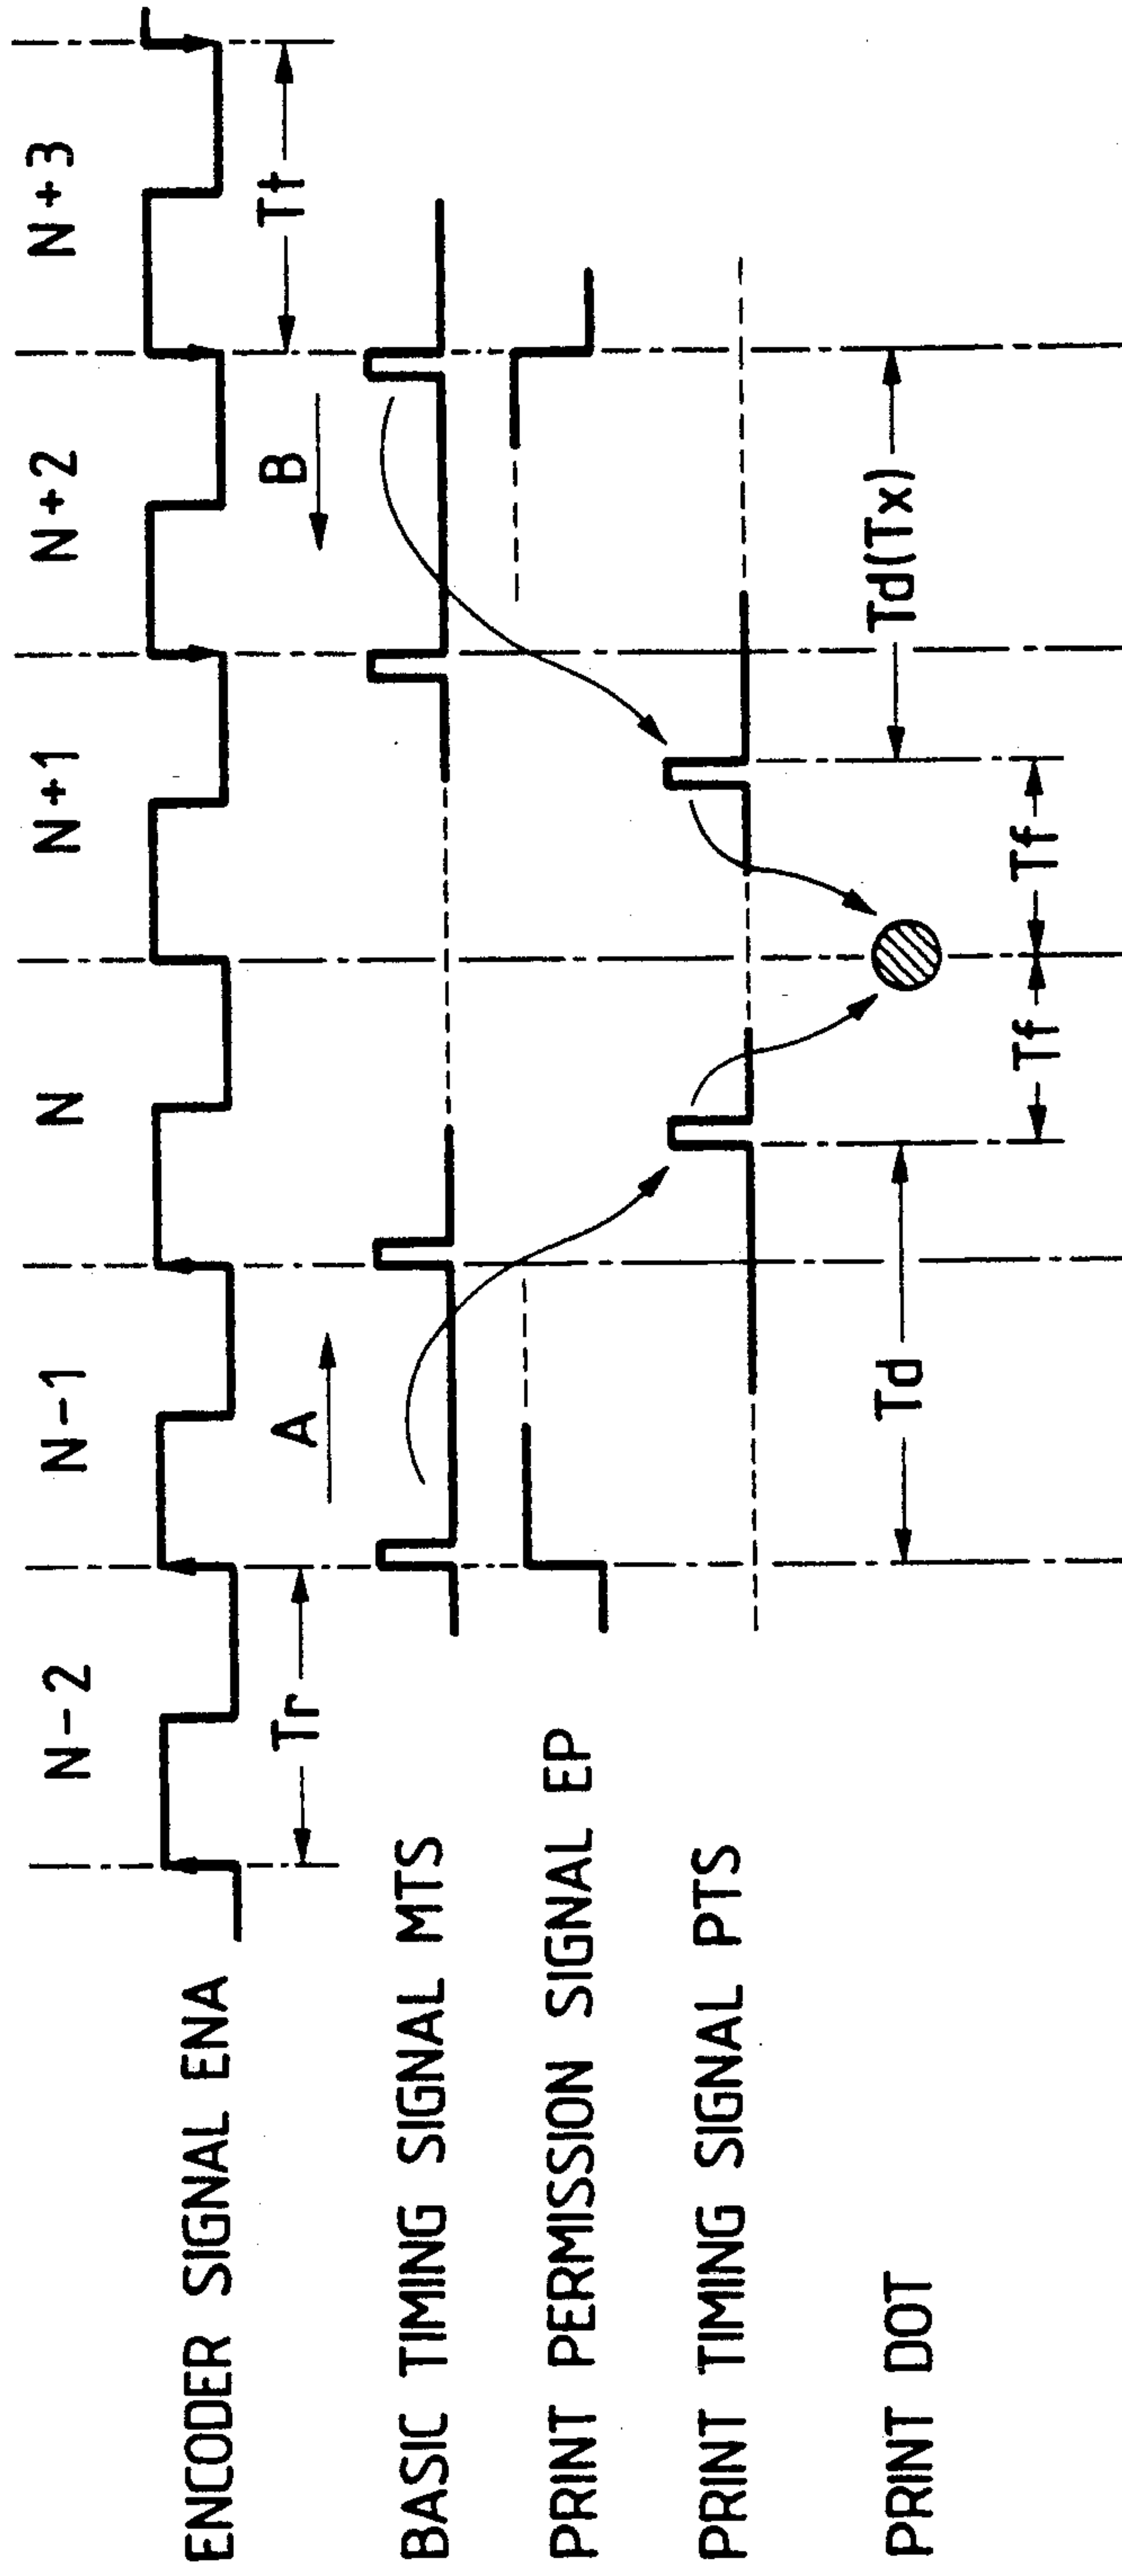 N-2 N-1 N N+1 N+2 N+3
ENCODER SIGNAL ENA
Tr A B Tt
BASIC TIMING SIGNAL MTS
PRINT PERMISSION SIGNAL EP
PRINT TIMING SIGNAL PTS
PRINT DOT
Td Td(Tx)
Tf Tf